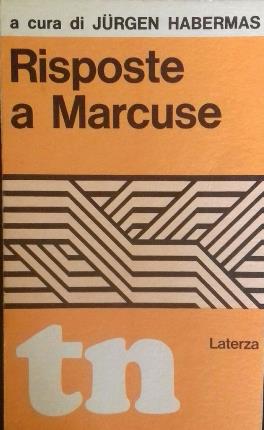 a cura di JÜRGEN HABERMAS
Risposte
a Marcuse
Laterza
tn